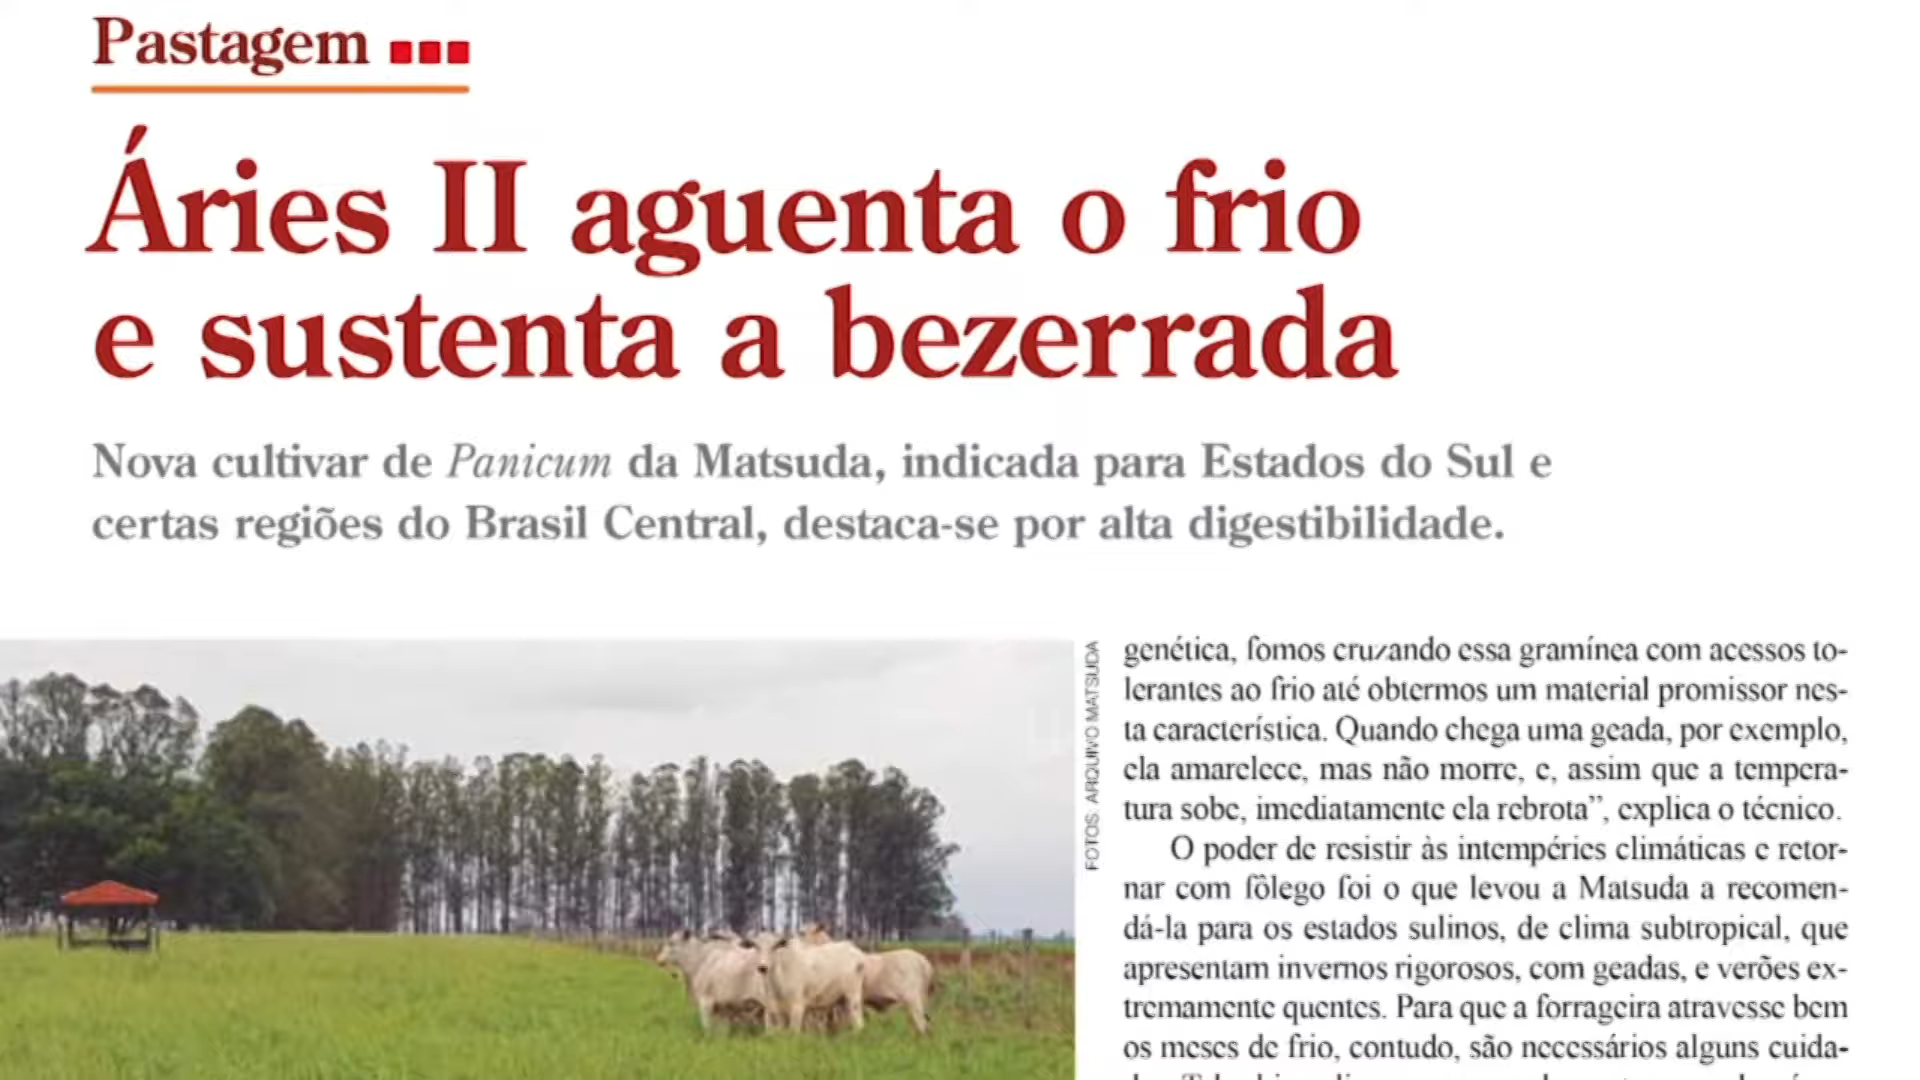 Pastagem
Áries II aguenta o frio
e sustenta a bezerrada
Nova cultivar de Panicum da Matsuda, indicada para Estados do Sul e
certas regiões do Brasil Central, destaca-se por alta digestibilidade.
FOTOS: ARQUIVO MATSUDA
genética, fomos cruzando essa gramínea com acessos to-
lerantes ao frio até obtermos um material promissor nes-
ta característica. Quando chega uma geada, por exemplo,
ela amarelece, mas não morre, e, assim que a tempera-
tura sobe, imediatamente ela rebrota”, explica o técnico.
O poder de resistir às intempéries climáticas e retor-
nar com fôlego foi o que levou a Matsuda a recomen-
dá-la para os estados sulinos, de clima subtropical, que
apresentam invernos rigorosos, com geadas, e verões ex-
tremamente quentes. Para que a forrageira atravesse bem
os meses de frio, contudo, são necessários alguns cuida-